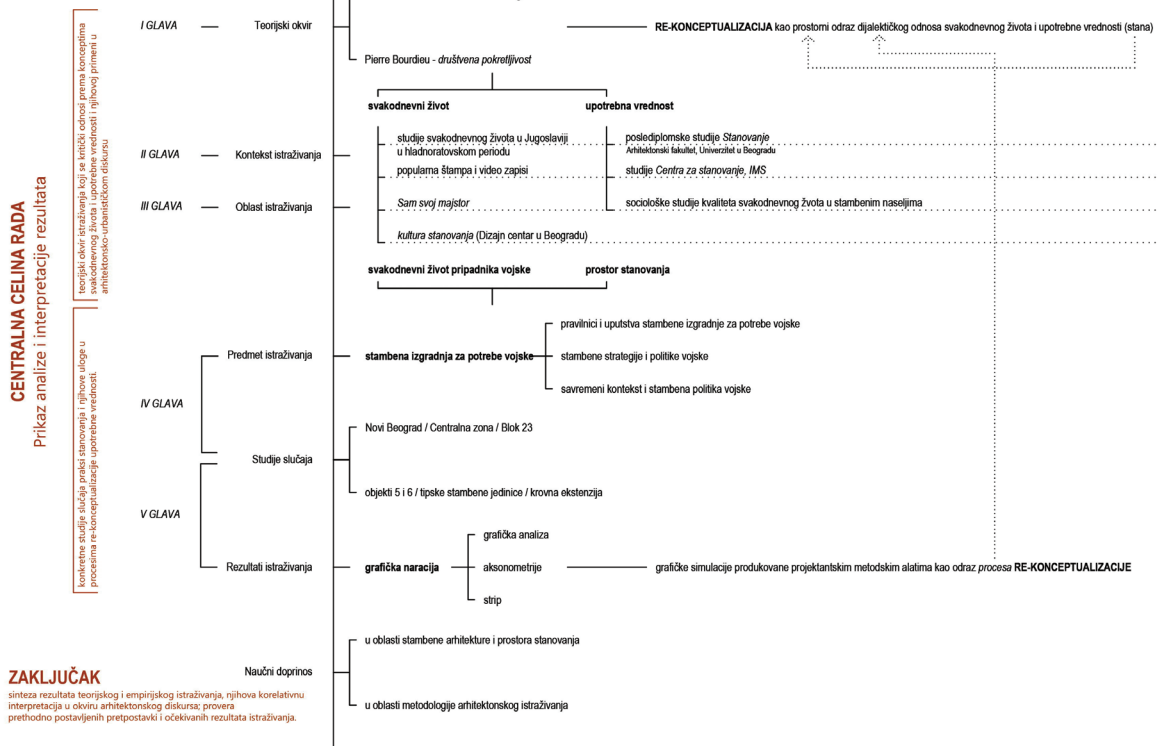 CENTRALNA CELINA RADA
Prikaz analize i interpretacije rezultata
teorijski okvir istraživanja koji se kritički odnosi prema konceptima
svakodnevnog života i upotrebne vrednosti i njihovoj primeni u
arhitektonsko-urbanističkom diskursu
konkretne studije slučaja praksi stanovanja i njihove uloge u
procesima re-konceptualizacije upotrebne vrednosti.
I GLAVA
Teorijski okvir
RE-KONCEPTUALIZACIJA kao prostorni odraz dijalektičkog odnosa svakodnevnog života i upotrebne vrednosti (stana)
Pierre Bourdieu - društvena pokretljivost
svakodnevni život
upotrebna vrednost
II GLAVA
Kontekst istraživanja
studije svakodnevnog života u Jugoslaviji
u hladnoratovskom periodu
popularna štampa i video zapisi
poslediplomske studije Stanovanje
Arhitektonski fakultet, Univerzitet u Beogradu
studije Centra za stanovanje, IMS
III GLAVA
Oblast istraživanja
Sam svoj majstor
kultura stanovanja (Dizajn centar u Beogradu)
sociološke studije kvaliteta svakodnevnog života u stambenim naseljima
svakodnevni život pripadnika vojske
prostor stanovanja
IV GLAVA
Predmet istraživanja
stambena izgradnja za potrebe vojske
pravilnici i uputstva stambene izgradnje za potrebe vojske
stambene strategije i politike vojske
savremeni kontekst i stambena politika vojske
Studije slučaja
Novi Beograd / Centralna zona / Blok 23
objekti 5 i 6 / tipske stambene jedinice / krovna ekstenzija
V GLAVA
Rezultati istraživanja
grafička naracija
grafička analiza
aksonometrije
strip
grafičke simulacije produkovane projektantskim metodskim alatima kao odraz procesa RE-KONCEPTUALIZACIJE
Naučni doprinos
u oblasti stambene arhitekture i prostora stanovanja
u oblasti metodologije arhitektonskog istraživanja
ZAKLJUČAK
sinteza rezultata teorijskog i empirijskog istraživanja, njihova korelativnu
interpretacija u okviru arhitektonskog diskursa; provera
prethodno postavljenih pretpostavki i očekivanih rezultata istraživanja.